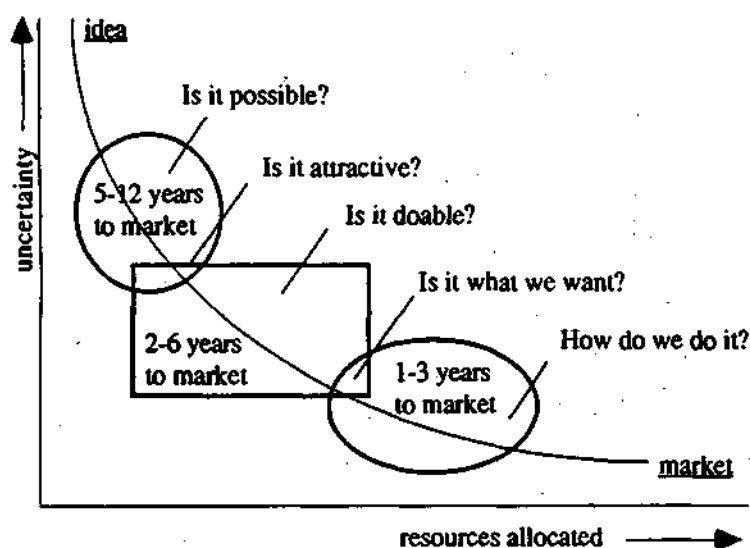 idea
Is it possible?
Is it attractive?
5-12 years
to market
Is it doable?
uncertainty
Is it what we want?
2-6 years
to market
How do we do it?
1-3 years
to market
market
resources allocated